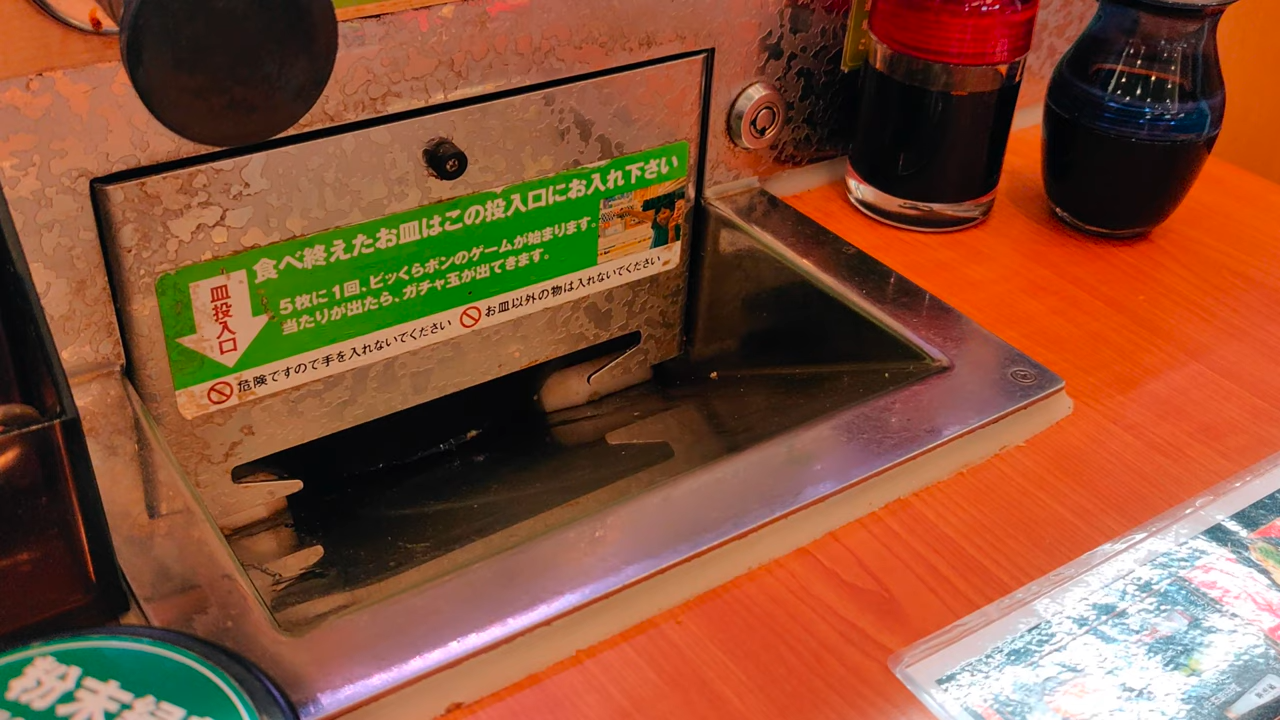 食べ終えたお皿はこの投入口にお入れ下さい
皿投入口
5枚に1回、ビッくらポンのゲームが始まります。
当たりが出たら、ガチャ玉が出てきます。
危険ですので手を入れないでください
お皿以外の物は入れないでください
粉末緑